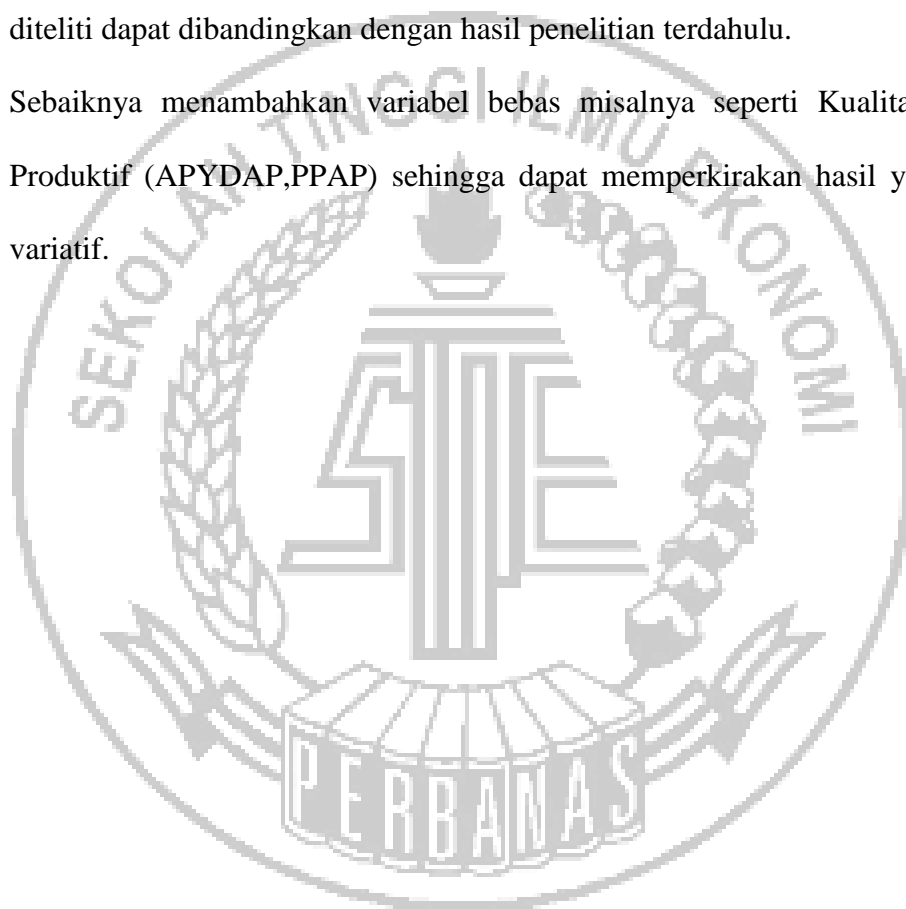 diteliti dapat dibandingkan dengan hasil penelitian terdahulu.
Sebaiknya menambahkan variabel bebas misalnya seperti Kualita
Produktif (APYDAP,PPAP) sehingga dapat memperkirakan hasil y
variatif.
SEKOLAH TINGGI ILMU EKONOMI
STIE
PERBANAS